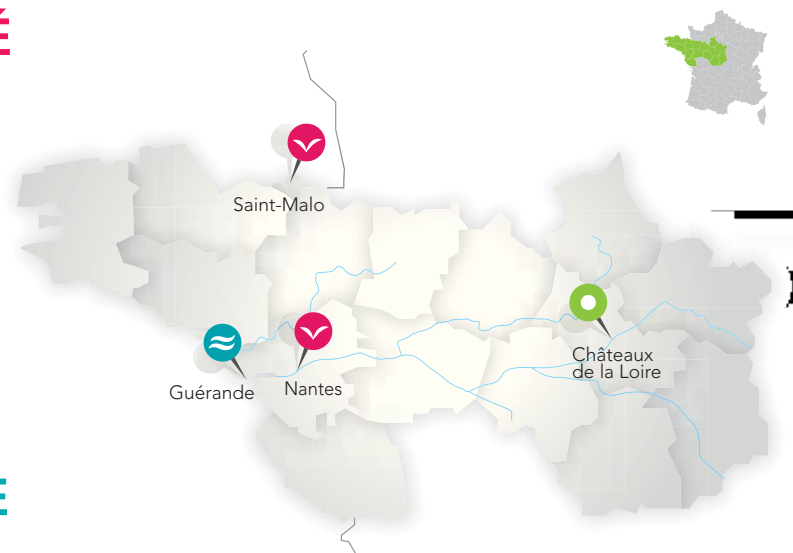 É
Saint-Malo
Châteaux
de la Loire
Guérande
Nantes